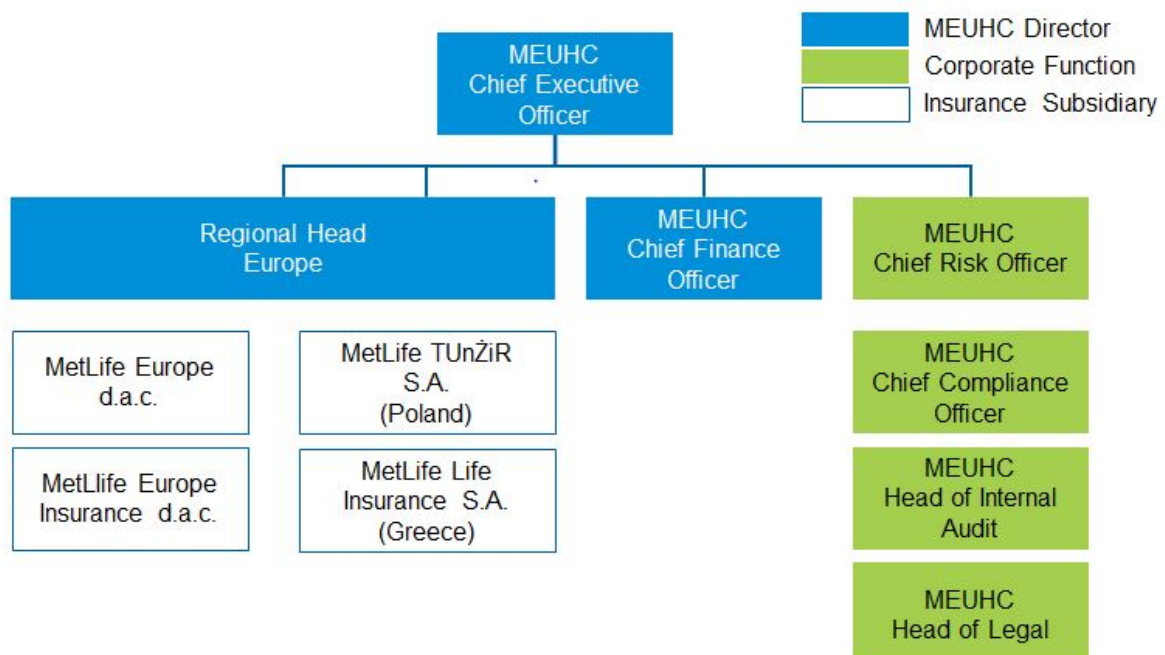 MEUHC
Chief Executive
Officer
MEUHC Director
Corporate Function
Insurance Subsidiary
Regional Head
Europe
MEUHC
Chief Finance
Officer
MEUHC
Chief Risk Officer
MetLife Europe
d.a.c.
MetLife TUnŻiR
S.A.
(Poland)
MEUHC
Chief Compliance
Officer
MetLlife Europe
Insurance d.a.c.
MetLife Life
Insurance S.A.
(Greece)
MEUHC
Head of Internal
Audit
MEUHC
Head of Legal